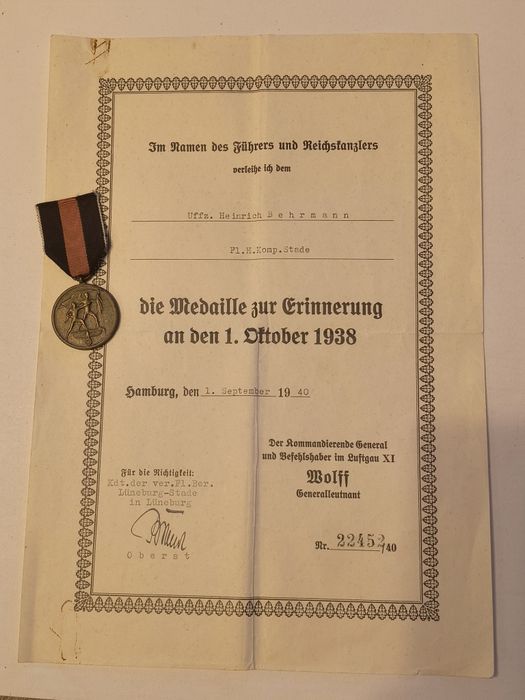 Im Namen des Führers und Reichskanzlers
verleihe ich dem
Uffz. Heinrich Behrmann
Fl.H.Komp.Stade
die Medaille zur Erinnerung
an den 1. Oktober 1938
Hamburg, den 1. September 1940
Für die Richtigkeit:
Kdt.der ver.Fl.Ber.
Lüneburg-Stade
in Lüneburg
Oberst
Der Kommandierende General
und Befehlshaber im Luftgau XI
Wolff
Generalleutnant
Nr. 22452/40